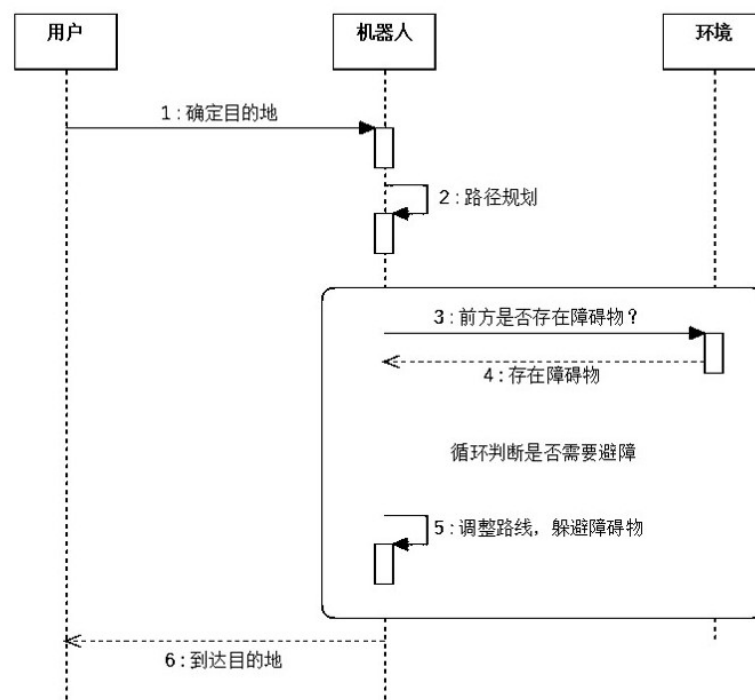 用户
机器人
环境
1：确定目的地
2：路径规划
3：前方是否存在障碍物？
4：存在障碍物
循环判断是否需要避障
5：调整路线，躲避障碍物
6：到达目的地